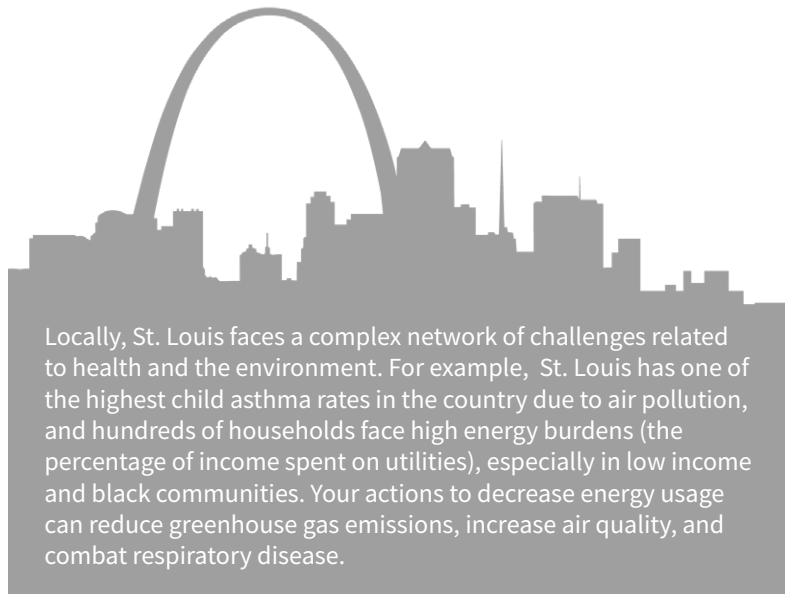 Locally, St. Louis faces a complex network of challenges related
to health and the environment. For example,  St. Louis has one of
the highest child asthma rates in the country due to air pollution,
and hundreds of households face high energy burdens (the
percentage of income spent on utilities), especially in low income
and black communities. Your actions to decrease energy usage
can reduce greenhouse gas emissions, increase air quality, and
combat respiratory disease.